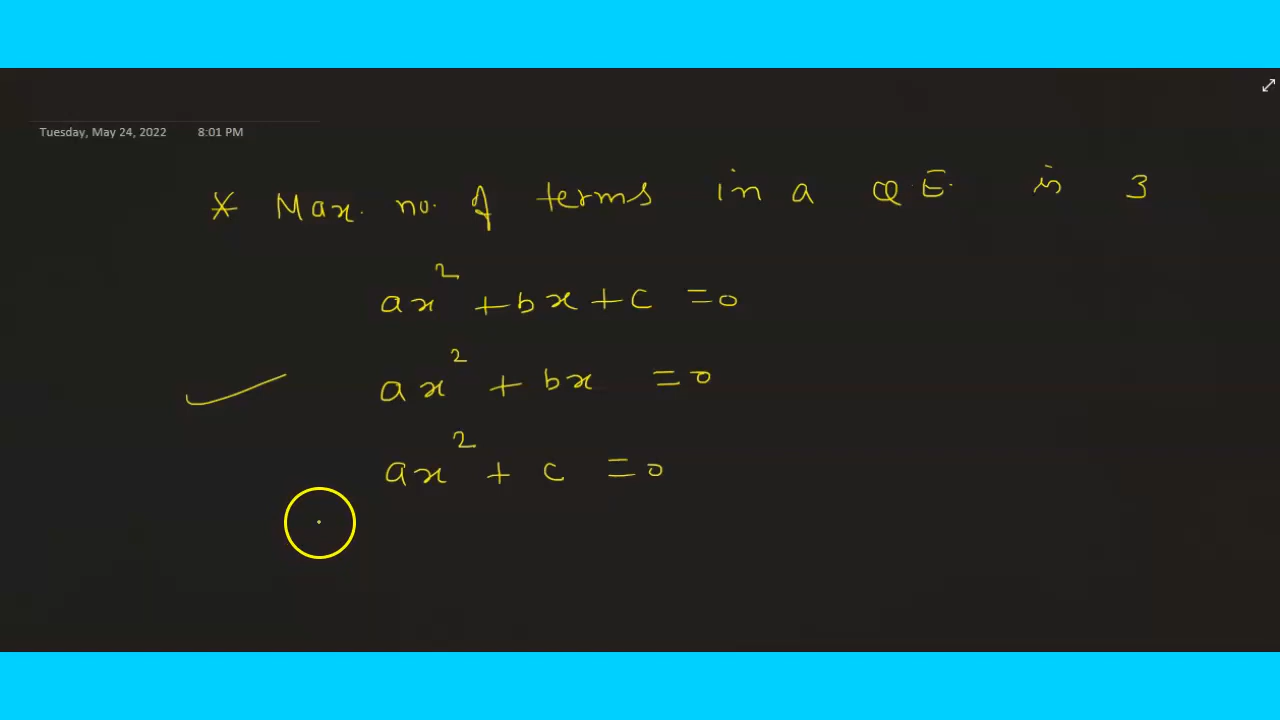 Tuesday, May 24, 2022 8:01 PM
* Max. no. of terms in a Q.E. is 3
ax² + bx + c = 0
ax² + bx = 0
ax² + c = 0